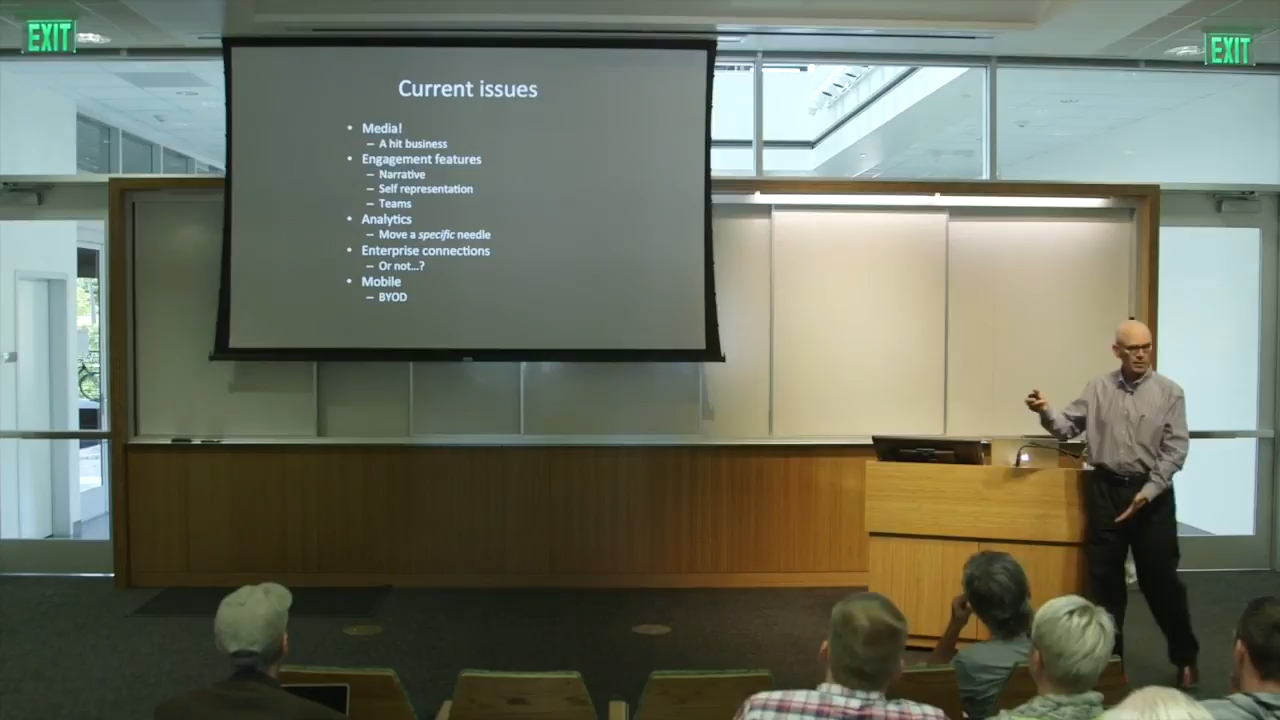 EXIT
EXIT
Current issues
• Media!
– A hit business
• Engagement features
– Narrative
– Self representation
– Teams
• Analytics
– Move a specific needle
• Enterprise connections
– Or not...?
• Mobile
– BYOD